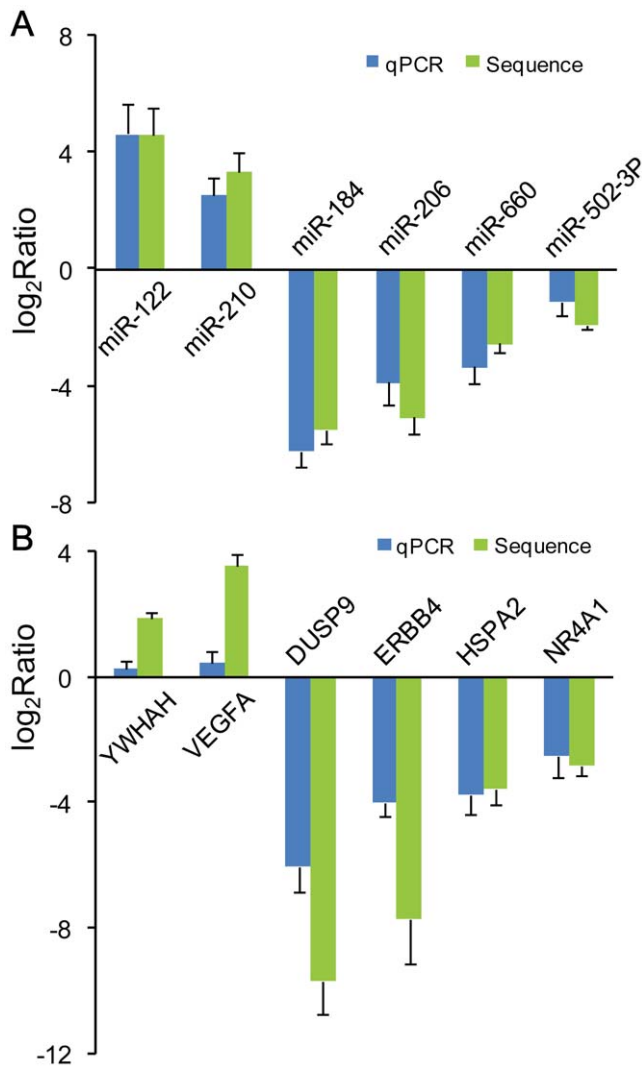 A
8
qPCR Sequence
4
miR-184 miR-206 miR-660 miR-502-3P
log₂Ratio
0
miR-122 miR-210
-4
-8
B
4
qPCR Sequence
DUSP9 ERBB4 HSPA2 NR4A1
log₂Ratio
0
YWHAH VEGFA
-4
-8
-12